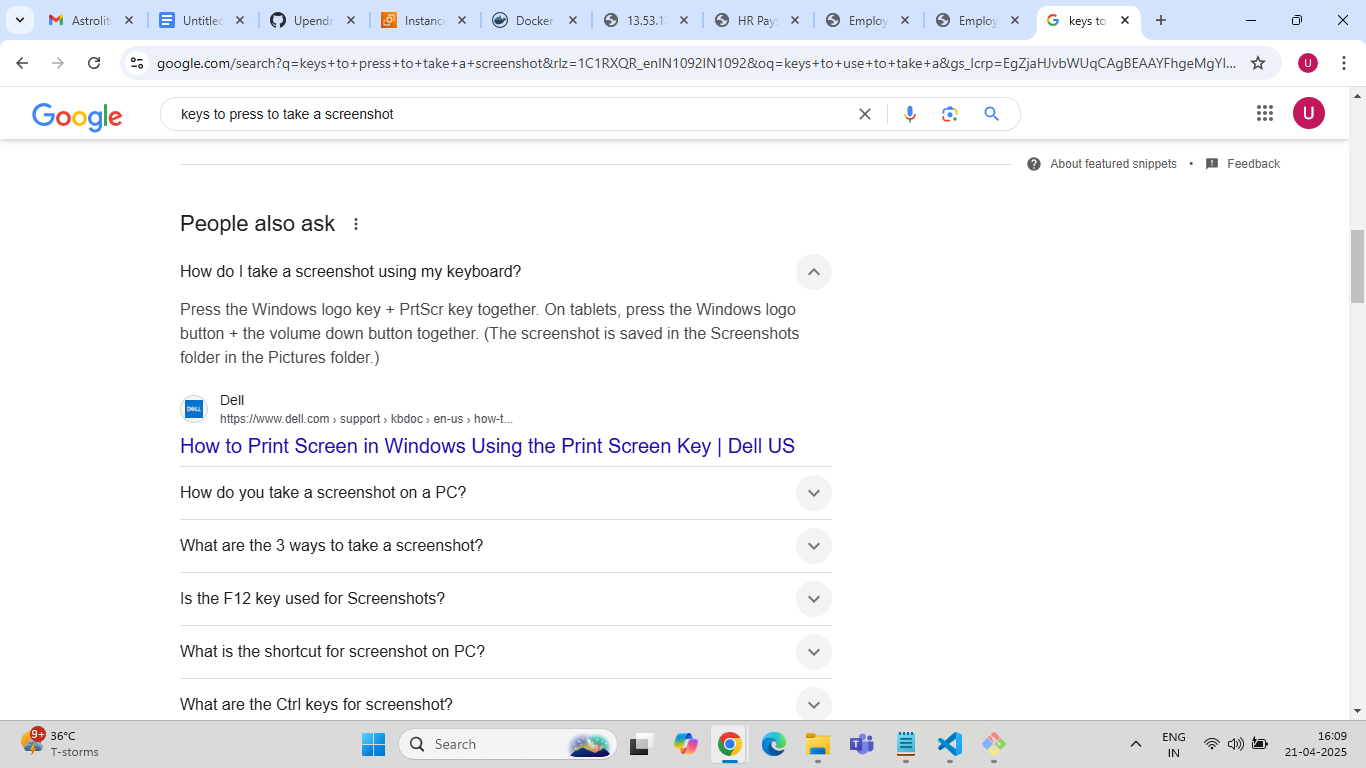 Astrolit
Untitled
Upendr
Instance
Docker
13.53.1
HR Pay
Employ
Employ
keys to
google.com/search?q=keys+to+press+to+take+a+screenshot&rlz=1C1RXQR_enIN1092IN1092&oq=keys+to+use+to+take+a&gs_lcrp=EgZjaHJvbWUqCAgBEAAYFhgeMgYI...
U
Google
keys to press to take a screenshot
U
About featured snippets • Feedback
People also ask
How do I take a screenshot using my keyboard?
Press the Windows logo key + PrtScr key together. On tablets, press the Windows logo
button + the volume down button together. (The screenshot is saved in the Screenshots
folder in the Pictures folder.)
DELL
Dell
https://www.dell.com › support › kbdoc › en-us › how-t...
How to Print Screen in Windows Using the Print Screen Key | Dell US
How do you take a screenshot on a PC?
What are the 3 ways to take a screenshot?
Is the F12 key used for Screenshots?
What is the shortcut for screenshot on PC?
What are the Ctrl keys for screenshot?
9+
36°C
T-storms
Search
ENG
IN
16:09
21-04-2025